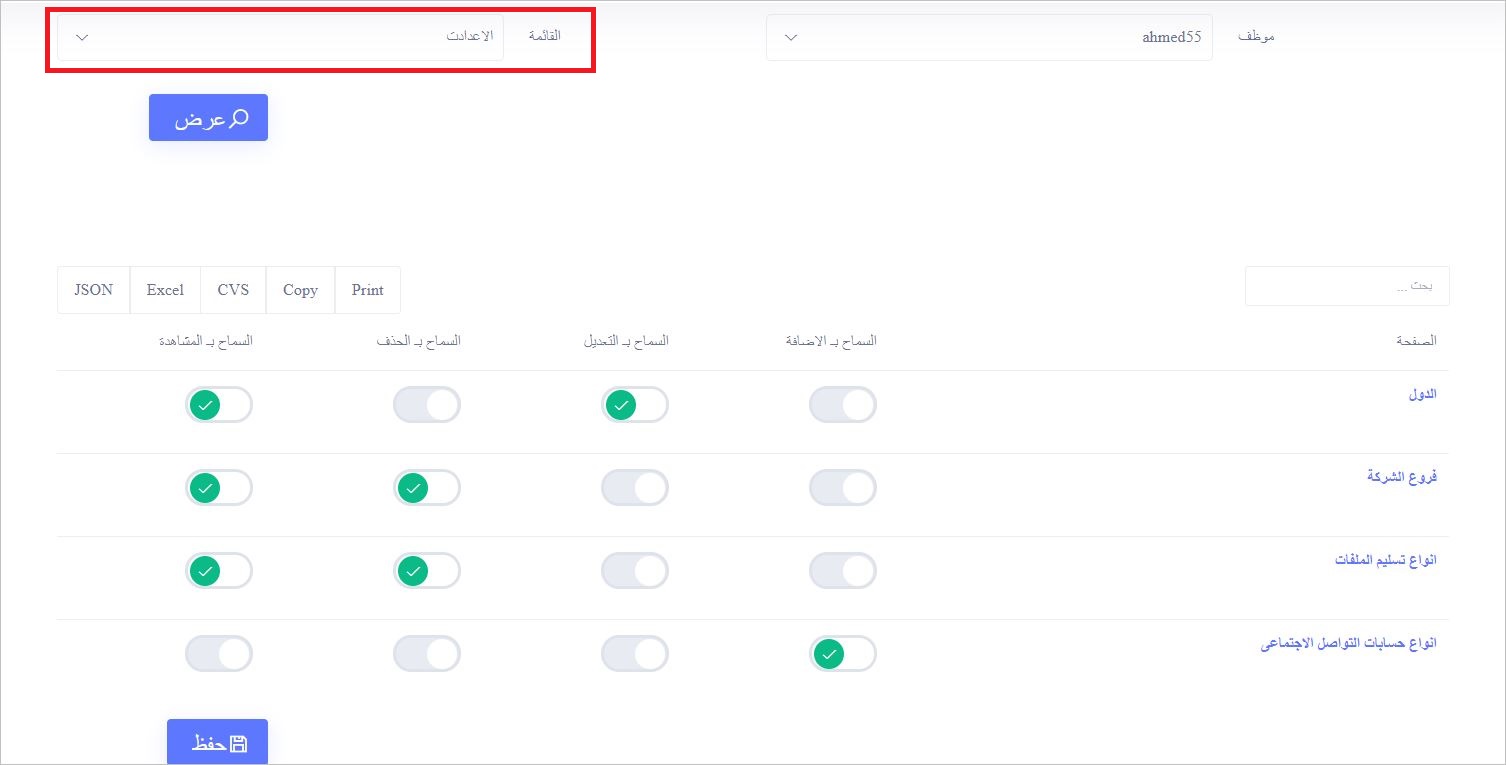 موظف ahmed55 القائمة الاعدادت
عرض
بحث ... Print Copy CVS Excel JSON
الصفحة السماح بـ الاضافة السماح بـ التعديل السماح بـ الحذف السماح بـ المشاهدة
الدول
فروع الشركة
انواع تسليم الملفات
انواع حسابات التواصل الاجتماعى
حفظ